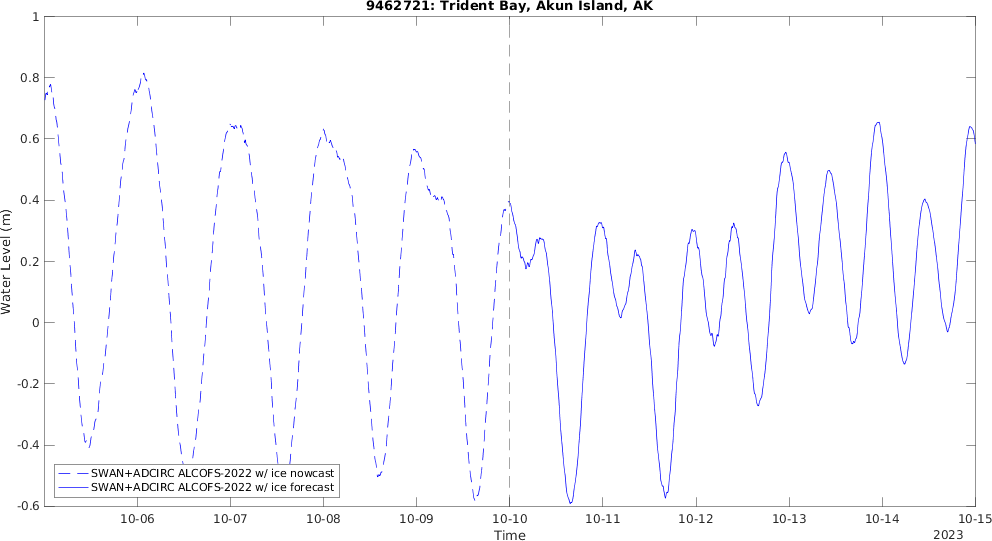 9462721: Trident Bay, Akun Island, AK
Water Level (m)
1
0.8
0.6
0.4
0.2
0
-0.2
-0.4
-0.6
SWAN+ADCIRC ALCOFS-2022 w/ ice nowcast
SWAN+ADCIRC ALCOFS-2022 w/ ice forecast
10-06 10-07 10-08 10-09 10-10 10-11 10-12 10-13 10-14 10-15
Time
2023